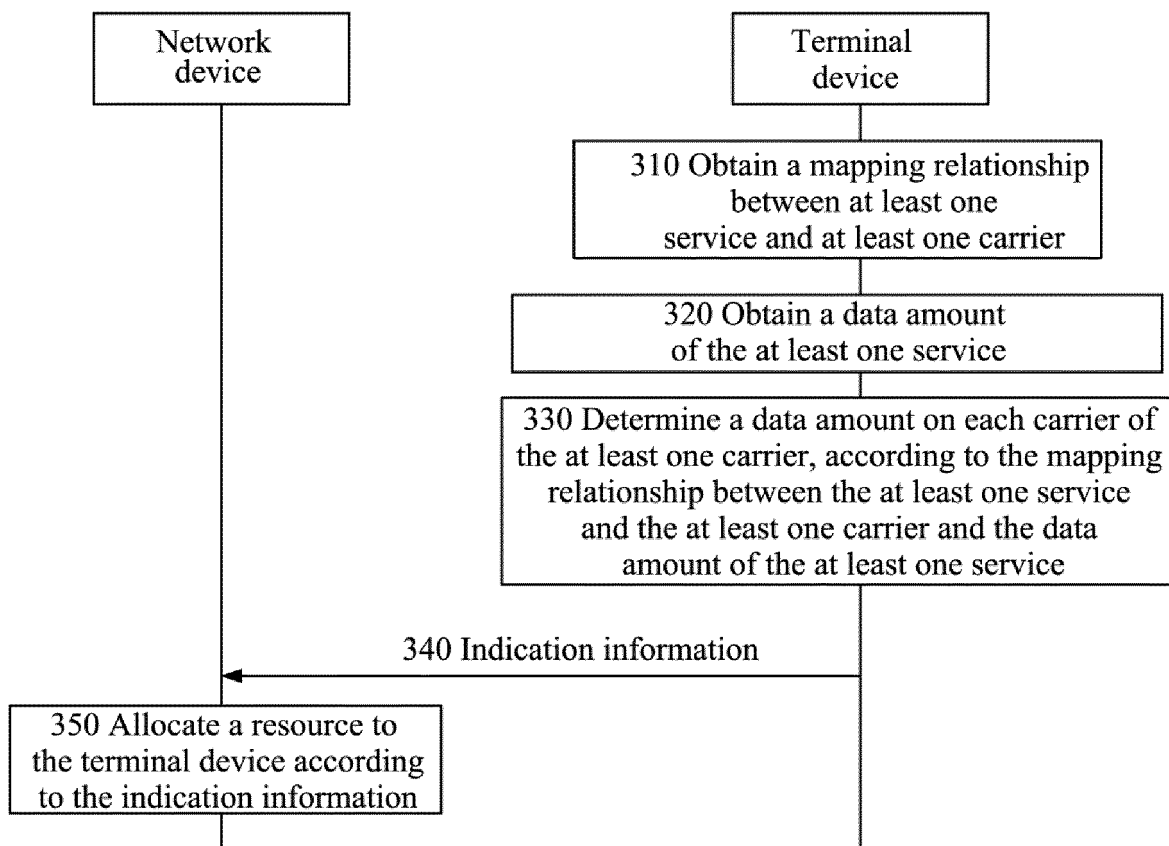 Network
device
Terminal
device
310 Obtain a mapping relationship
between at least one
service and at least one carrier
320 Obtain a data amount
of the at least one service
330 Determine a data amount on each carrier of
the at least one carrier, according to the mapping
relationship between the at least one service
and the at least one carrier and the data
amount of the at least one service
340 Indication information
350 Allocate a resource to
the terminal device according
to the indication information